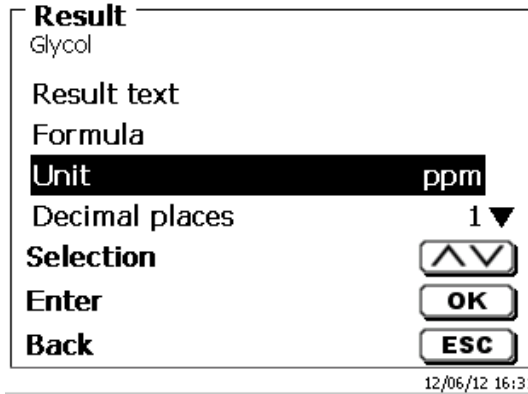 Result
Glycol
Result text
Formula
Unit ppm
Decimal places 1
Selection
Enter OK
Back ESC
12/06/12 16:3